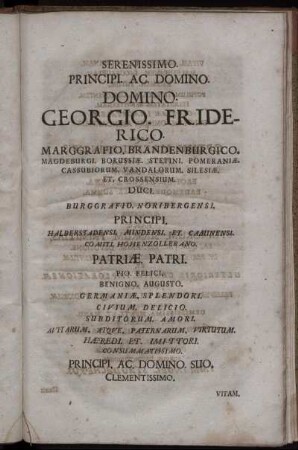 SERENISSIMO.
PRINCIPI. AC. DOMINO.
DOMINO.
GEORGIO. FRIDE-
RICO.
MARGGRAFIO. BRANDENBURGICO.
MAGDEBURGI. BORUSSIÆ. STETINI. POMERANIÆ.
CASSUBIORUM. VANDALORUM. SILESIÆ.
ET. CROSSENSIUM.
DUCI.
BURGGRAFIO. NORIBERGENSI.
PRINCIPI.
HALBERSTADENSI. MINDENSI. ET. CAMINENSI.
COMITI. HOHENZOLLERANO.
PATRIÆ. PATRI.
PIO. FELICI.
BENIGNO. AUGUSTO.
GERMANIÆ. SPLENDORI.
CIVIUM. DELICIO.
SUBDITORUM. AMORI.
AVITARUM. ATQVE. PATERNARUM. VIRTUTUM.
HÆREDI. ET. IMITATORI.
CONSUMMATISSIMO.
PRINCIPI. AC. DOMINO. SUO.
CLEMENTISSIMO.
VITAM.